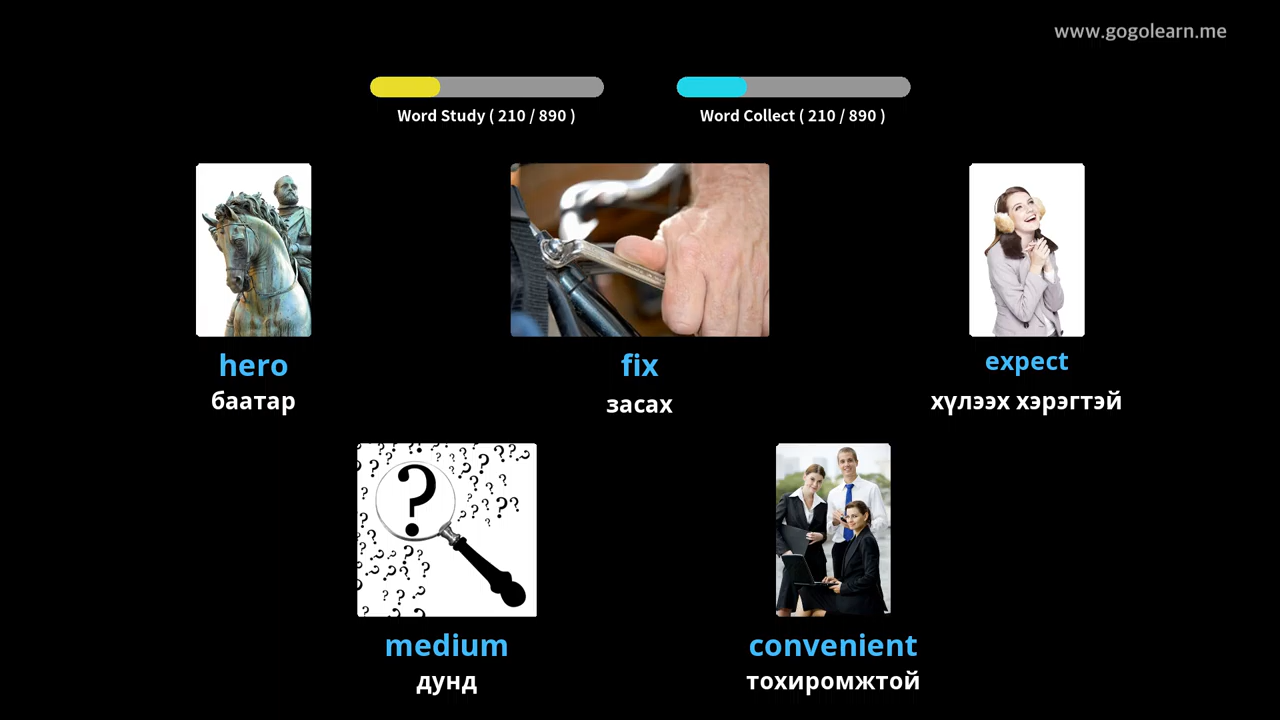 www.gogolearn.me
Word Study ( 210 / 890 )
Word Collect ( 210 / 890 )
hero
баатар
fix
засах
expect
хүлээх хэрэгтэй
medium
дунд
convenient
тохиромжтой